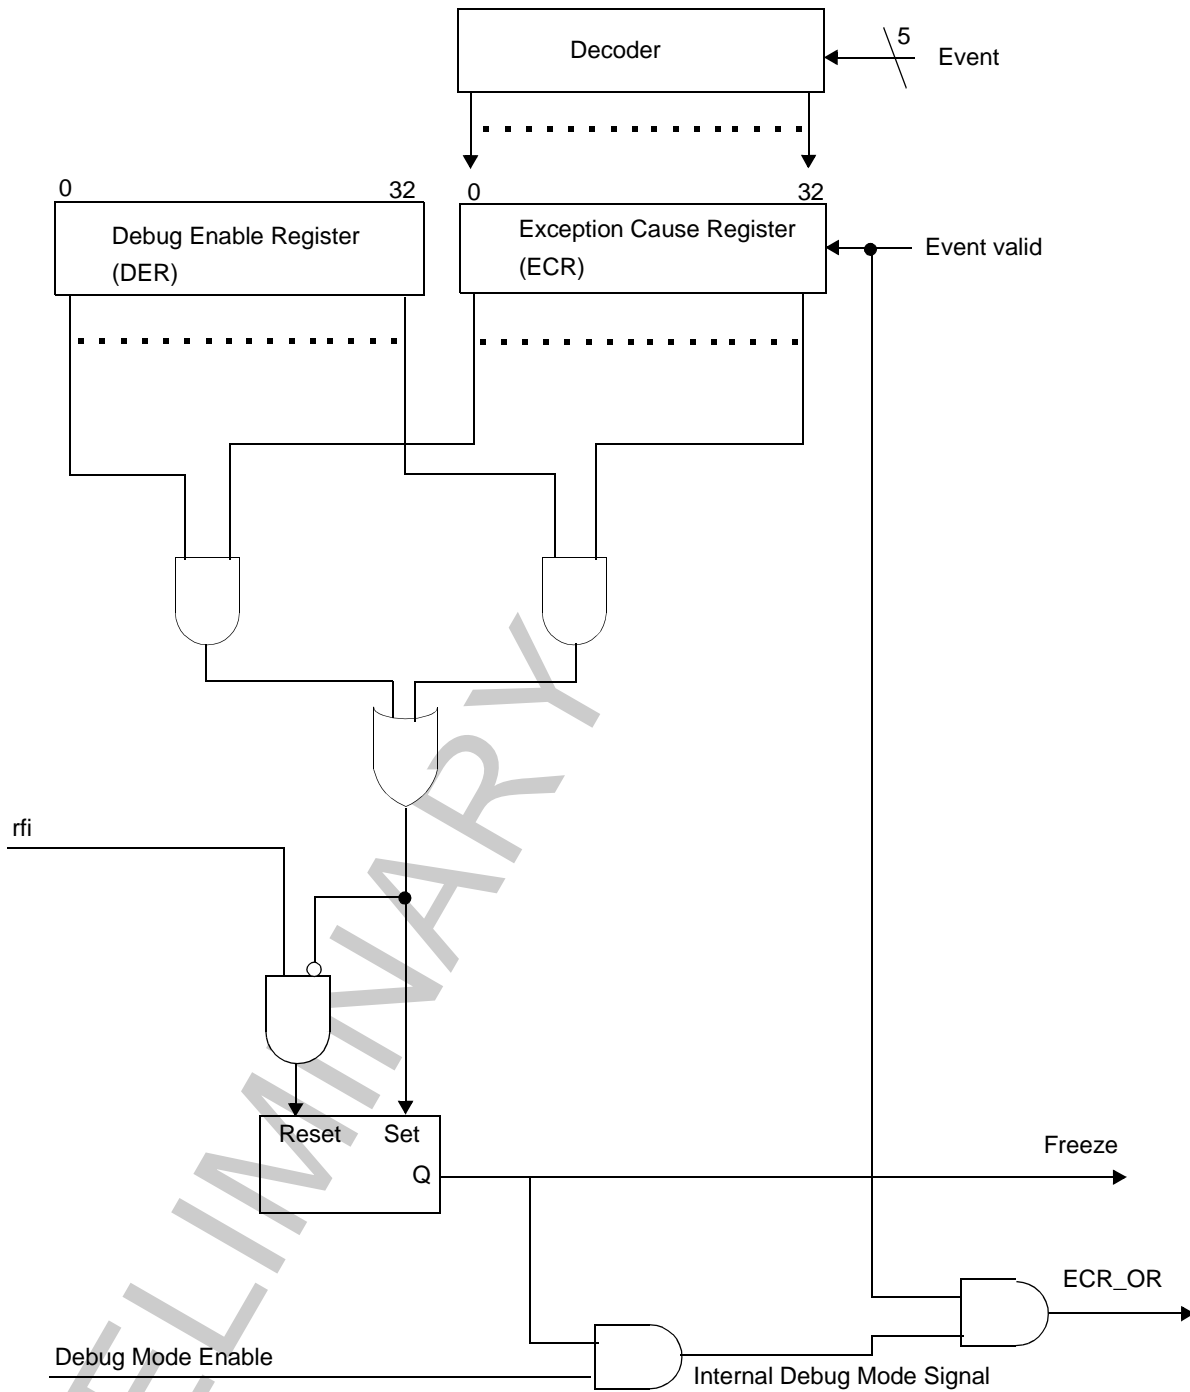 Decoder
5
Event
0
32
0
32
Debug Enable Register
(DER)
Exception Cause Register
(ECR)
Event valid
rfi
Reset
Set
Q
Freeze
ECR_OR
Debug Mode Enable
Internal Debug Mode Signal
ELIMINARY